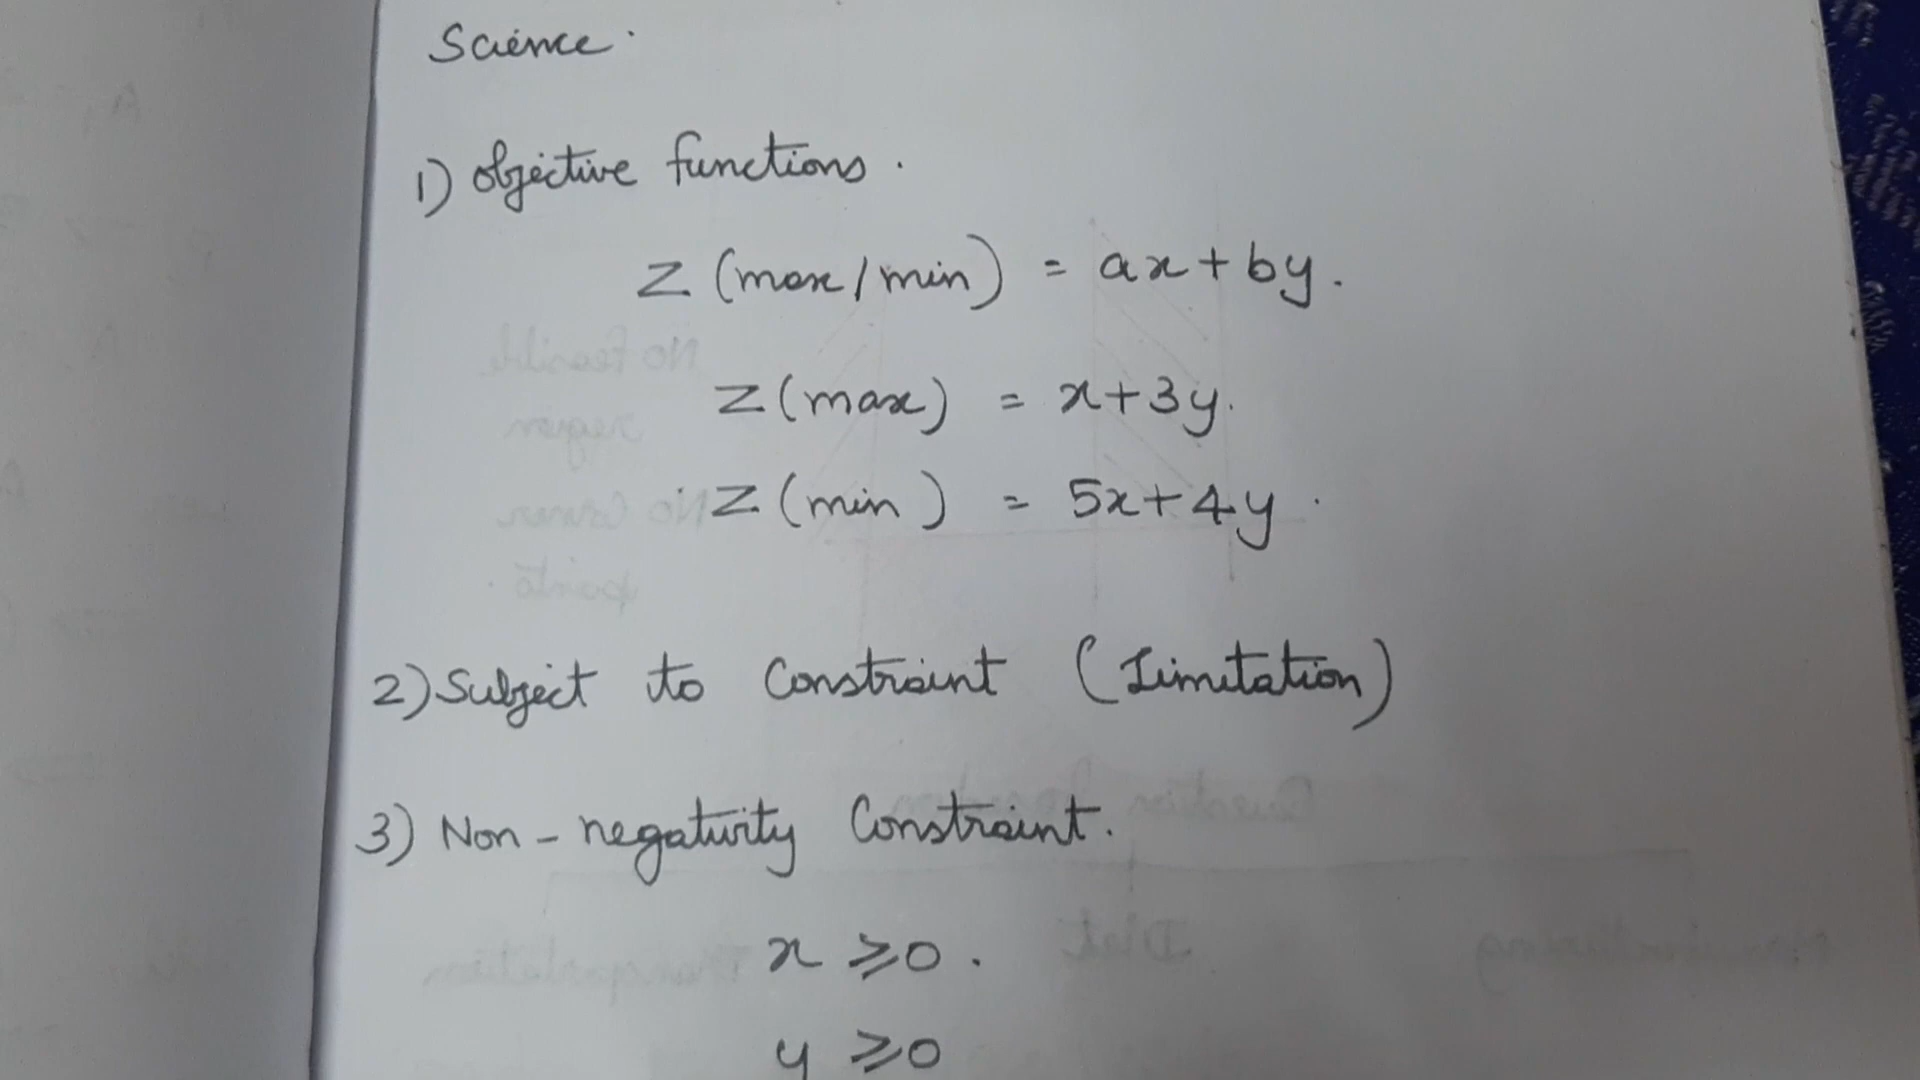 Science.
1) Objective functions.
Z (max/min) = ax + by.
Z (max) = x + 3y.
Z (min) = 5x + 4y.
2) Subject to Constraint (Limitation)
3) Non-negativity Constraint.
x ⩾ 0.
y ⩾ 0